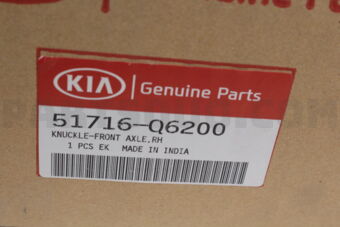 KIA Genuine Parts
51716-Q6200
KNUCKLE-FRONT AXLE,RH
1 PCS EK MADE IN INDIA